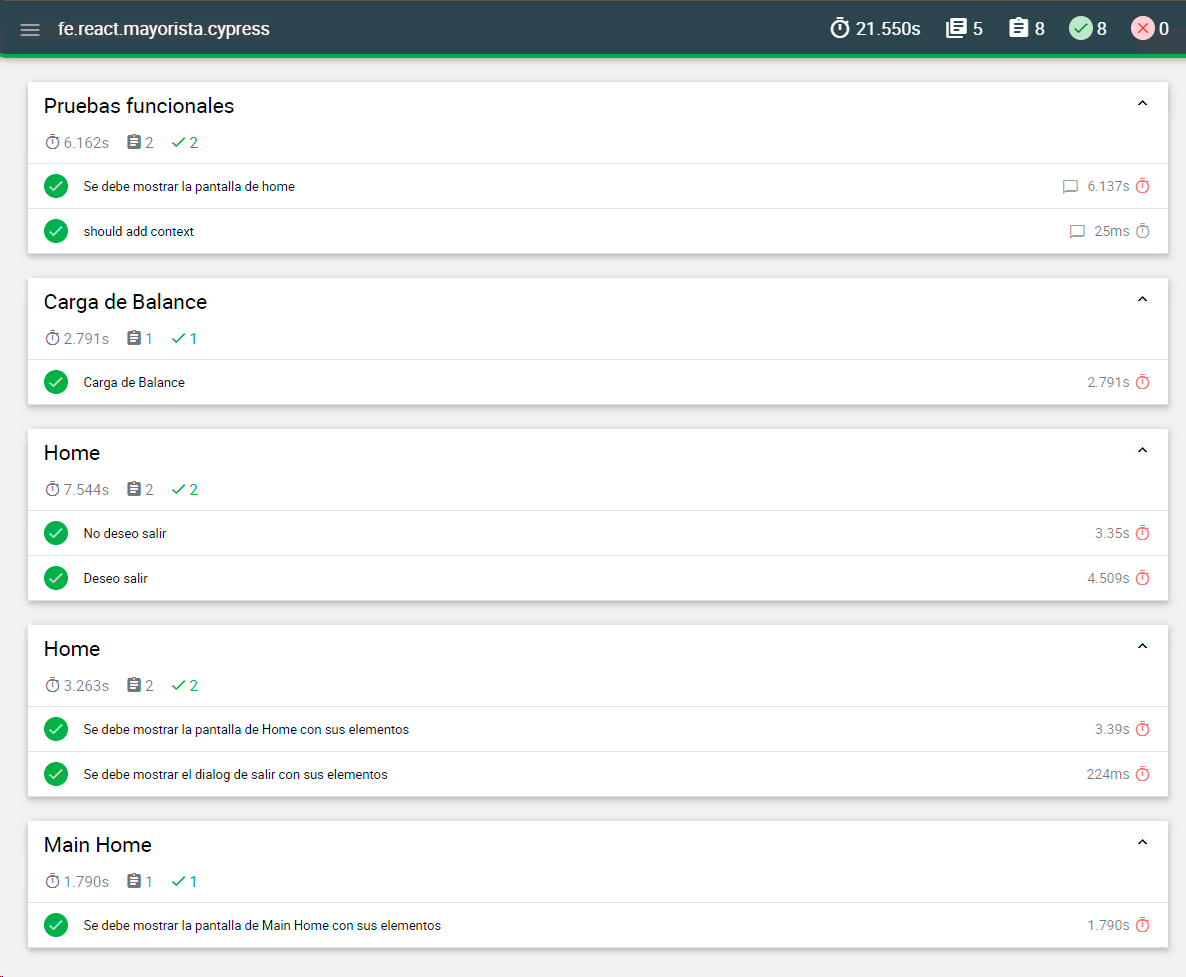 fe.react.mayorista.cypress 21.550s 5 8 8 0
Pruebas funcionales
6.162s 2 2
Se debe mostrar la pantalla de home 6.137s
should add context 25ms
Carga de Balance
2.791s 1 1
Carga de Balance 2.791s
Home
7.544s 2 2
No deseo salir 3.35s
Deseo salir 4.509s
Home
3.263s 2 2
Se debe mostrar la pantalla de Home con sus elementos 3.39s
Se debe mostrar el dialog de salir con sus elementos 224ms
Main Home
1.790s 1 1
Se debe mostrar la pantalla de Main Home con sus elementos 1.790s